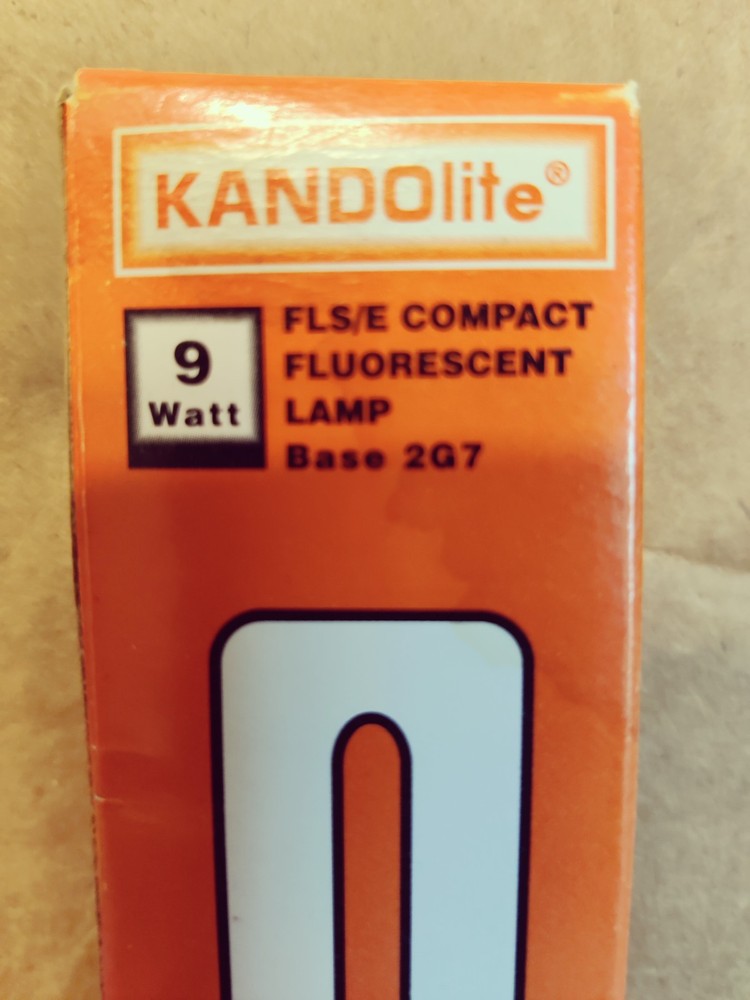 KANDOlite®
9
Watt
FLS/E COMPACT
FLUORESCENT
LAMP
Base 2G7